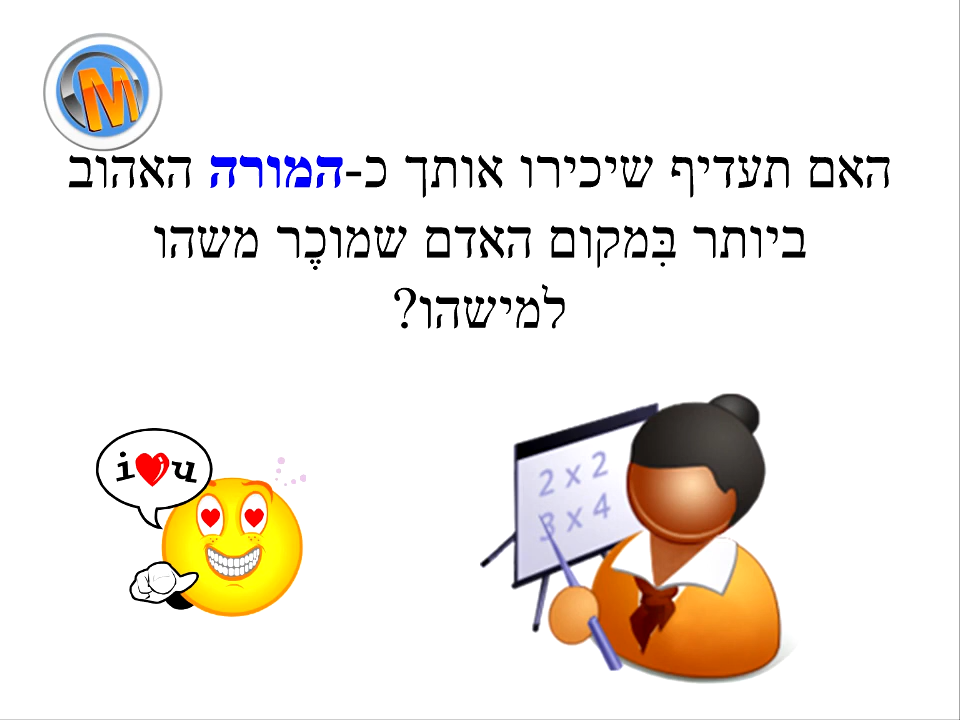 M
האם תעדיף שיכירו אותך כ-המורה האהוב
ביותר בִּמקום האדם שמוכֶר משהו
למישהו?
i❤u
2 x 2
3 x 4